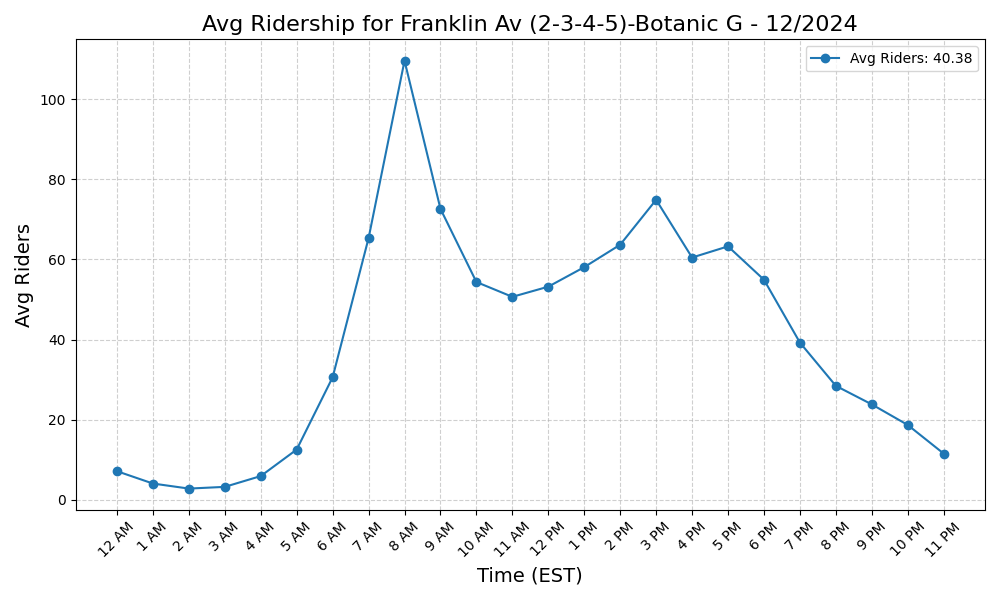 Avg Ridership for Franklin Av (2-3-4-5)-Botanic G - 12/2024
Avg Riders: 40.38
Avg Riders
100
80
60
40
20
0
12 AM
1 AM
2 AM
3 AM
4 AM
5 AM
6 AM
7 AM
8 AM
9 AM
10 AM
11 AM
12 PM
1 PM
2 PM
3 PM
4 PM
5 PM
6 PM
7 PM
8 PM
9 PM
10 PM
11 PM
Time (EST)